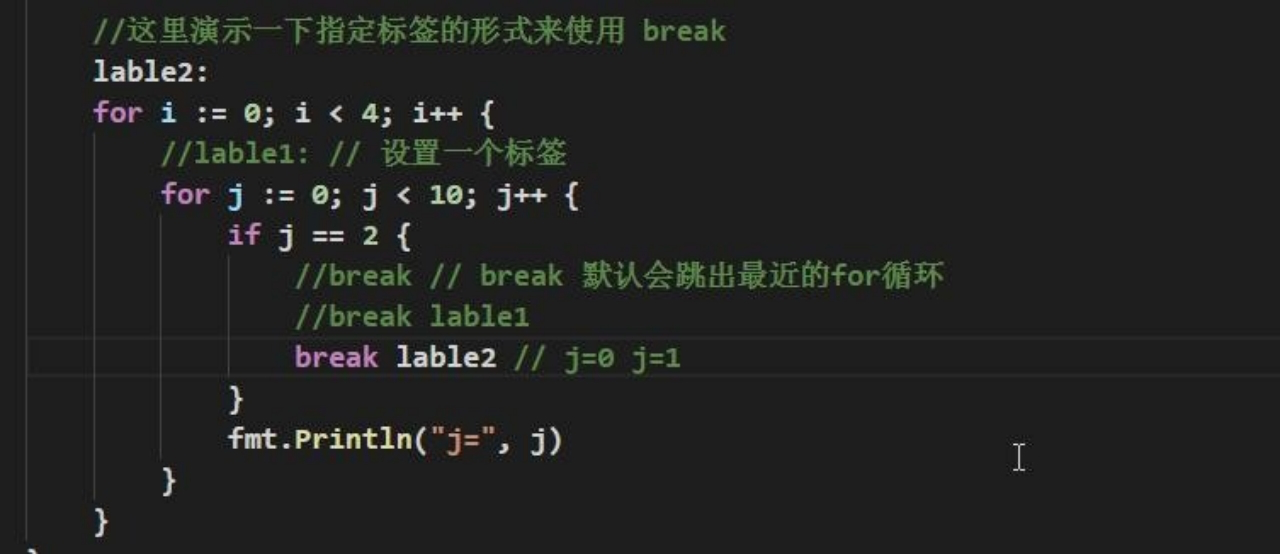 //这里演示一下指定标签的形式来使用 break
lable2:
for i := 0; i < 4; i++ {
//lable1: // 设置一个标签
for j := 0; j < 10; j++ {
if j == 2 {
//break // break 默认会跳出最近的for循环
//break lable1
break lable2 // j=0 j=1
}
fmt.Println("j=", j)
}
}